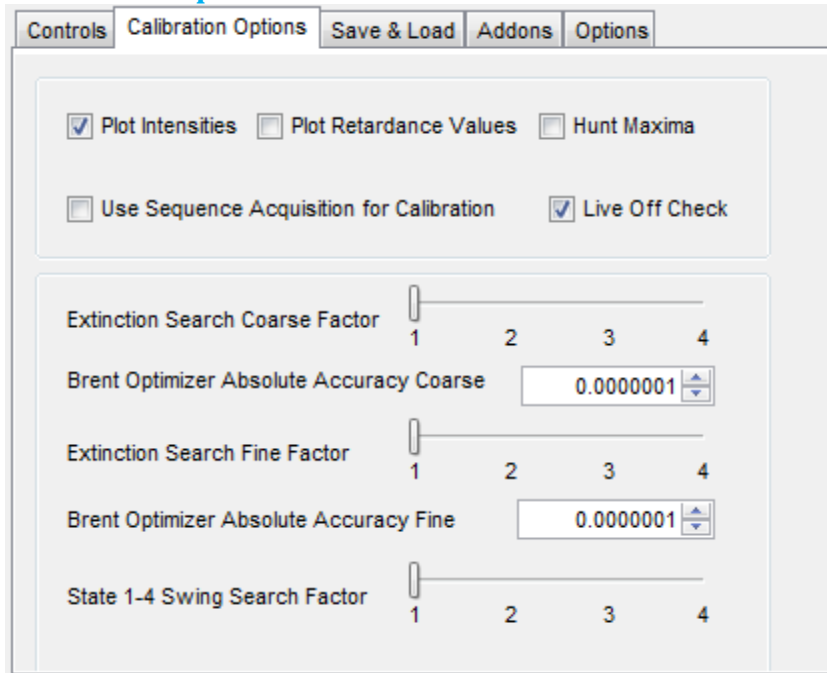 Controls Calibration Options Save & Load Addons Options
Plot Intensities Plot Retardance Values Hunt Maxima
Use Sequence Acquisition for Calibration Live Off Check
Extinction Search Coarse Factor
1 2 3 4
Brent Optimizer Absolute Accuracy Coarse 0.0000001
Extinction Search Fine Factor
1 2 3 4
Brent Optimizer Absolute Accuracy Fine 0.0000001
State 1-4 Swing Search Factor
1 2 3 4